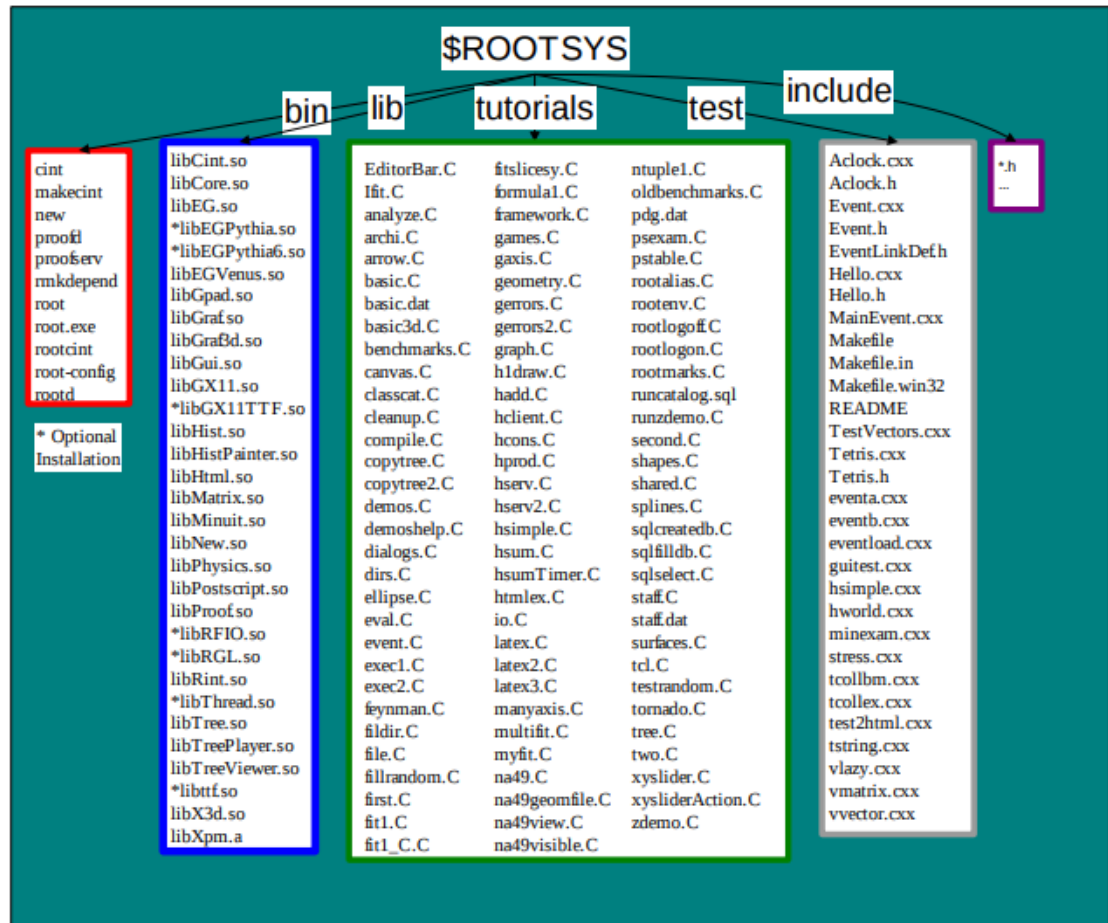 $ROOTSYS
bin
lib
tutorials
test
include
cint
makecint
new
proofd
proofserv
rmkdepend
root
root.exe
rootcint
root-config
rootd
* Optional
Installation
libCint.so
libCore.so
libEG.so
*libEGPythia.so
*libEGPythia6.so
libEGVenus.so
libGpad.so
libGraf.so
libGraf3d.so
libGui.so
libGX11.so
*libGX11TTF.so
libHist.so
libHistPainter.so
libHtml.so
libMatrix.so
libMinuit.so
libNew.so
libPhysics.so
libPostscript.so
libProof.so
*libRFIO.so
*libRGL.so
libRint.so
*libThread.so
libTree.so
libTreePlayer.so
libTreeViewer.so
*libttf.so
libX3d.so
libXpm.a
EditorBar.C
Ifit.C
analyze.C
archi.C
arrow.C
basic.C
basic.dat
basic3d.C
benchmarks.C
canvas.C
classcat.C
cleanup.C
compile.C
copytree.C
copytree2.C
demos.C
demoshelp.C
dialogs.C
dirs.C
ellipse.C
eval.C
event.C
exec1.C
exec2.C
feynman.C
fildir.C
file.C
fillrandom.C
first.C
fit1.C
fit1_C.C
fitslicesy.C
formula1.C
framework.C
games.C
gaxis.C
geometry.C
gerrors.C
gerrors2.C
graph.C
h1draw.C
hadd.C
hclient.C
hcons.C
hprod.C
hserv.C
hserv2.C
hsimple.C
hsum.C
hsumTimer.C
htmlex.C
io.C
latex.C
latex2.C
latex3.C
manyaxis.C
multifit.C
myfit.C
na49.C
na49geomfile.C
na49view.C
na49visible.C
ntuple1.C
oldbenchmarks.C
pdg.dat
psexam.C
pstable.C
rootalias.C
rootenv.C
rootlogoff.C
rootlogon.C
rootmarks.C
runcatalog.sql
runzdemo.C
second.C
shapes.C
shared.C
splines.C
sqlcreatedb.C
sqlfilldb.C
sqlselect.C
staff.C
staff.dat
surfaces.C
tcl.C
testrandom.C
tornado.C
tree.C
two.C
xyslider.C
xysliderAction.C
zdemo.C
Aclock.cxx
Aclock.h
Event.cxx
Event.h
EventLinkDef.h
Hello.cxx
Hello.h
MainEvent.cxx
Makefile
Makefile.in
Makefile.win32
README
TestVectors.cxx
Tetris.cxx
Tetris.h
eventa.cxx
eventb.cxx
eventload.cxx
guitest.cxx
hsimple.cxx
hworld.cxx
minexam.cxx
stress.cxx
tcollbm.cxx
tcollex.cxx
test2html.cxx
tstring.cxx
vlazy.cxx
vmatrix.cxx
vvector.cxx
*.h
...